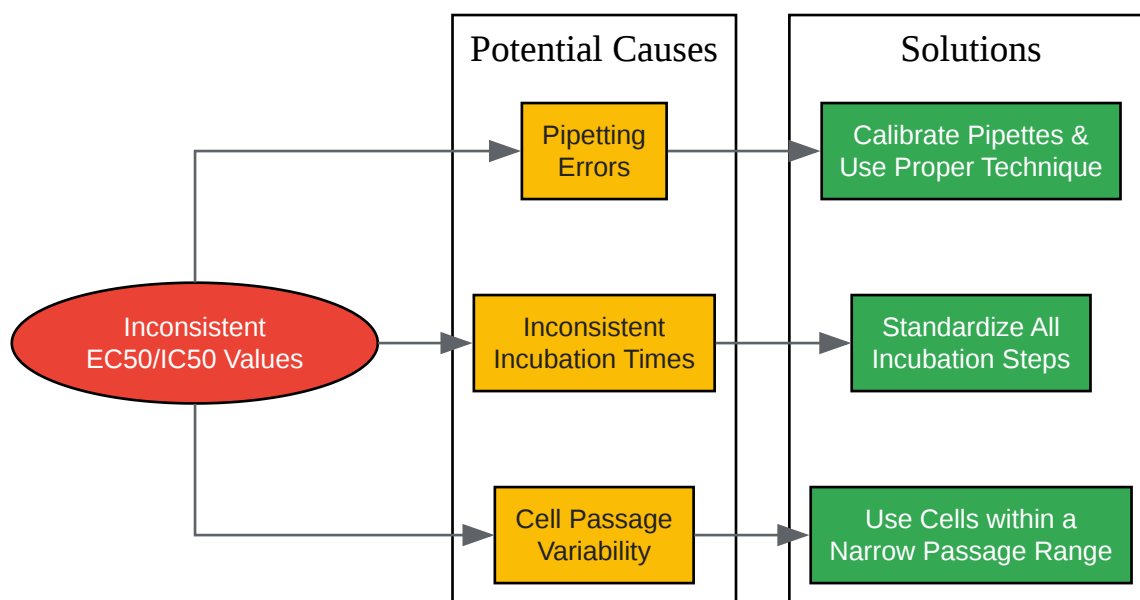 Potential Causes
Solutions
Pipetting
Errors
Calibrate Pipettes &
Use Proper Technique
Inconsistent
EC50/IC50 Values
Inconsistent
Incubation Times
Standardize All
Incubation Steps
Cell Passage
Variability
Use Cells within a
Narrow Passage Range